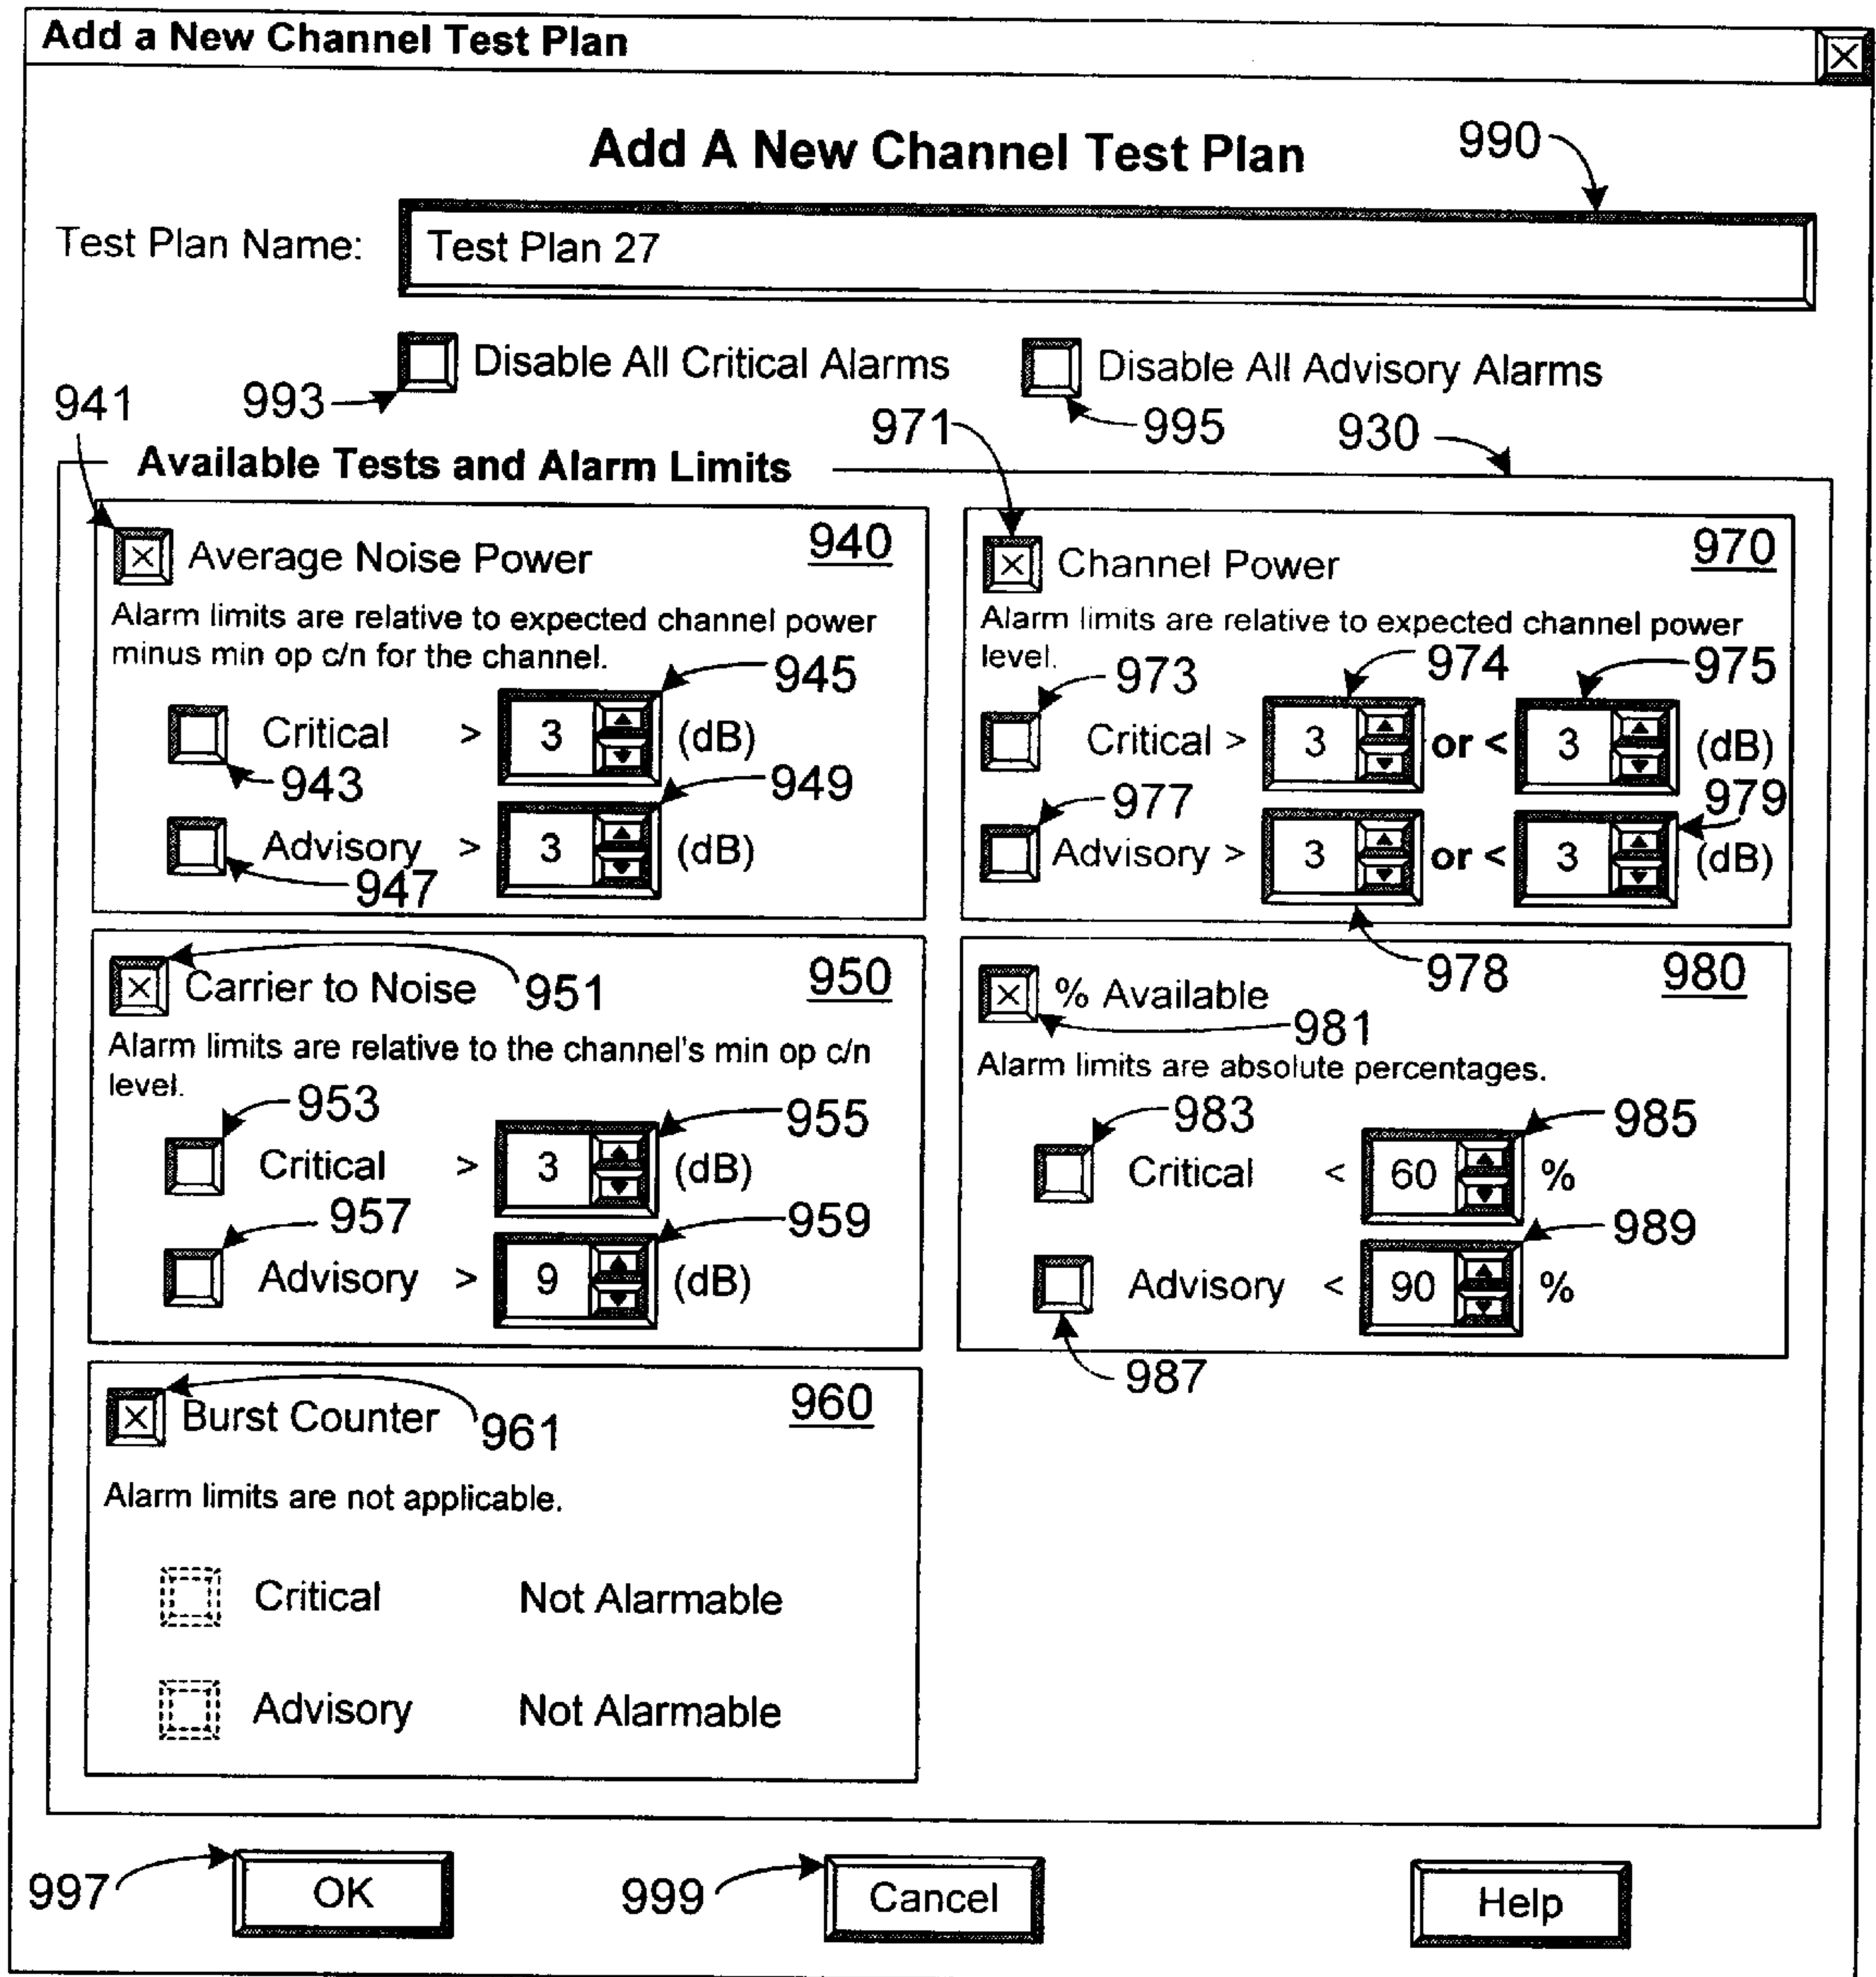 Add a New Channel Test Plan
Add A New Channel Test Plan
990
Test Plan Name:
Test Plan 27
Disable All Critical Alarms
Disable All Advisory Alarms
993
995
941
971
930
Available Tests and Alarm Limits
Average Noise Power
940
Alarm limits are relative to expected channel power
minus min op c/n for the channel.
945
Critical > 3 (dB)
943
949
Advisory > 3 (dB)
947
Channel Power
970
Alarm limits are relative to expected channel power
level.
974
975
973
Critical > 3 or < 3 (dB)
977
979
Advisory > 3 or < 3 (dB)
978
Carrier to Noise
951
950
Alarm limits are relative to the channel's min op c/n
level.
953
955
Critical > 3 (dB)
957
959
Advisory > 9 (dB)
% Available
980
981
Alarm limits are absolute percentages.
983
985
Critical < 60 %
989
Advisory < 90 %
987
Burst Counter
961
960
Alarm limits are not applicable.
Critical Not Alarmable
Advisory Not Alarmable
997
OK
999
Cancel
Help